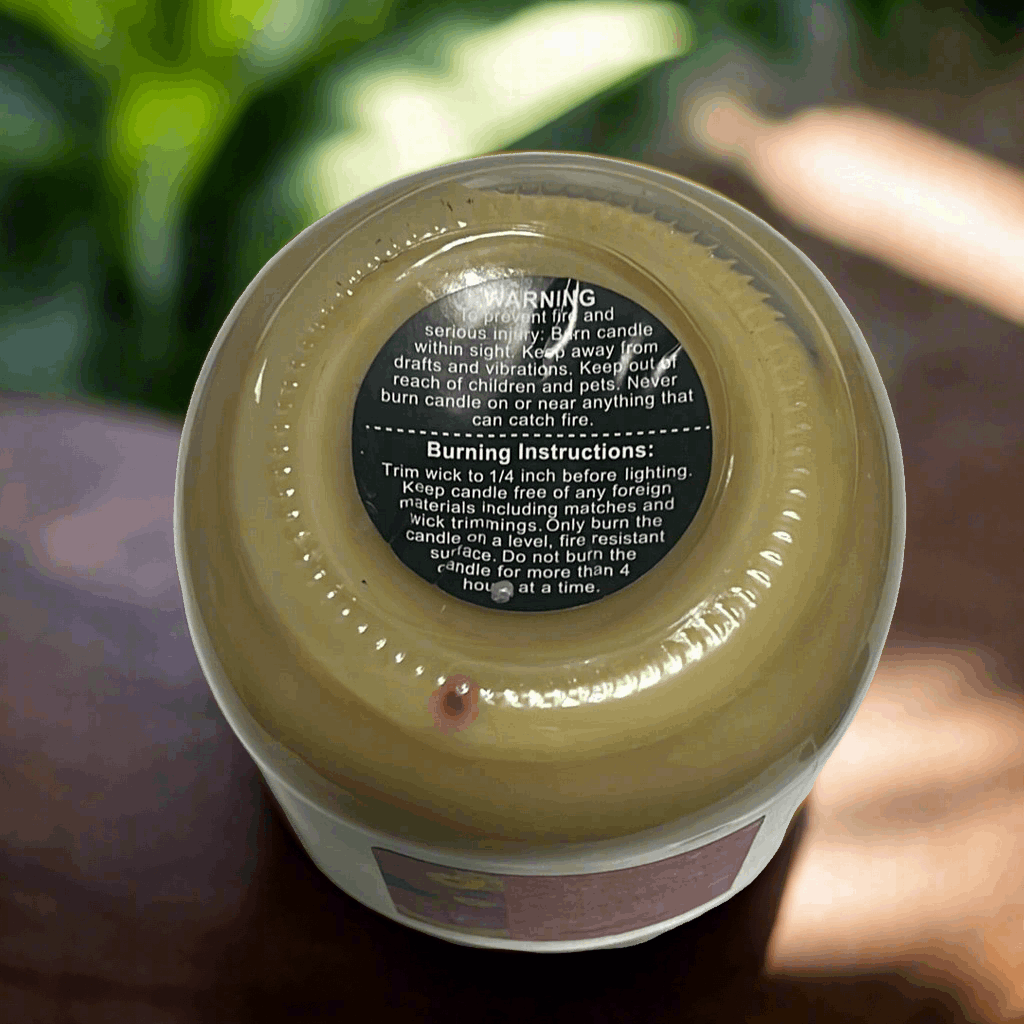 WARNING
To prevent fire and
serious injury: Burn candle
within sight. Keep away from
drafts and vibrations. Keep out of
reach of children and pets. Never
burn candle on or near anything that
can catch fire.
Burning Instructions:
Trim wick to 1/4 inch before lighting.
Keep candle free of any foreign
materials including matches and
wick trimmings. Only burn the
candle on a level, fire resistant
surface. Do not burn the
candle for more than 4
hours at a time.